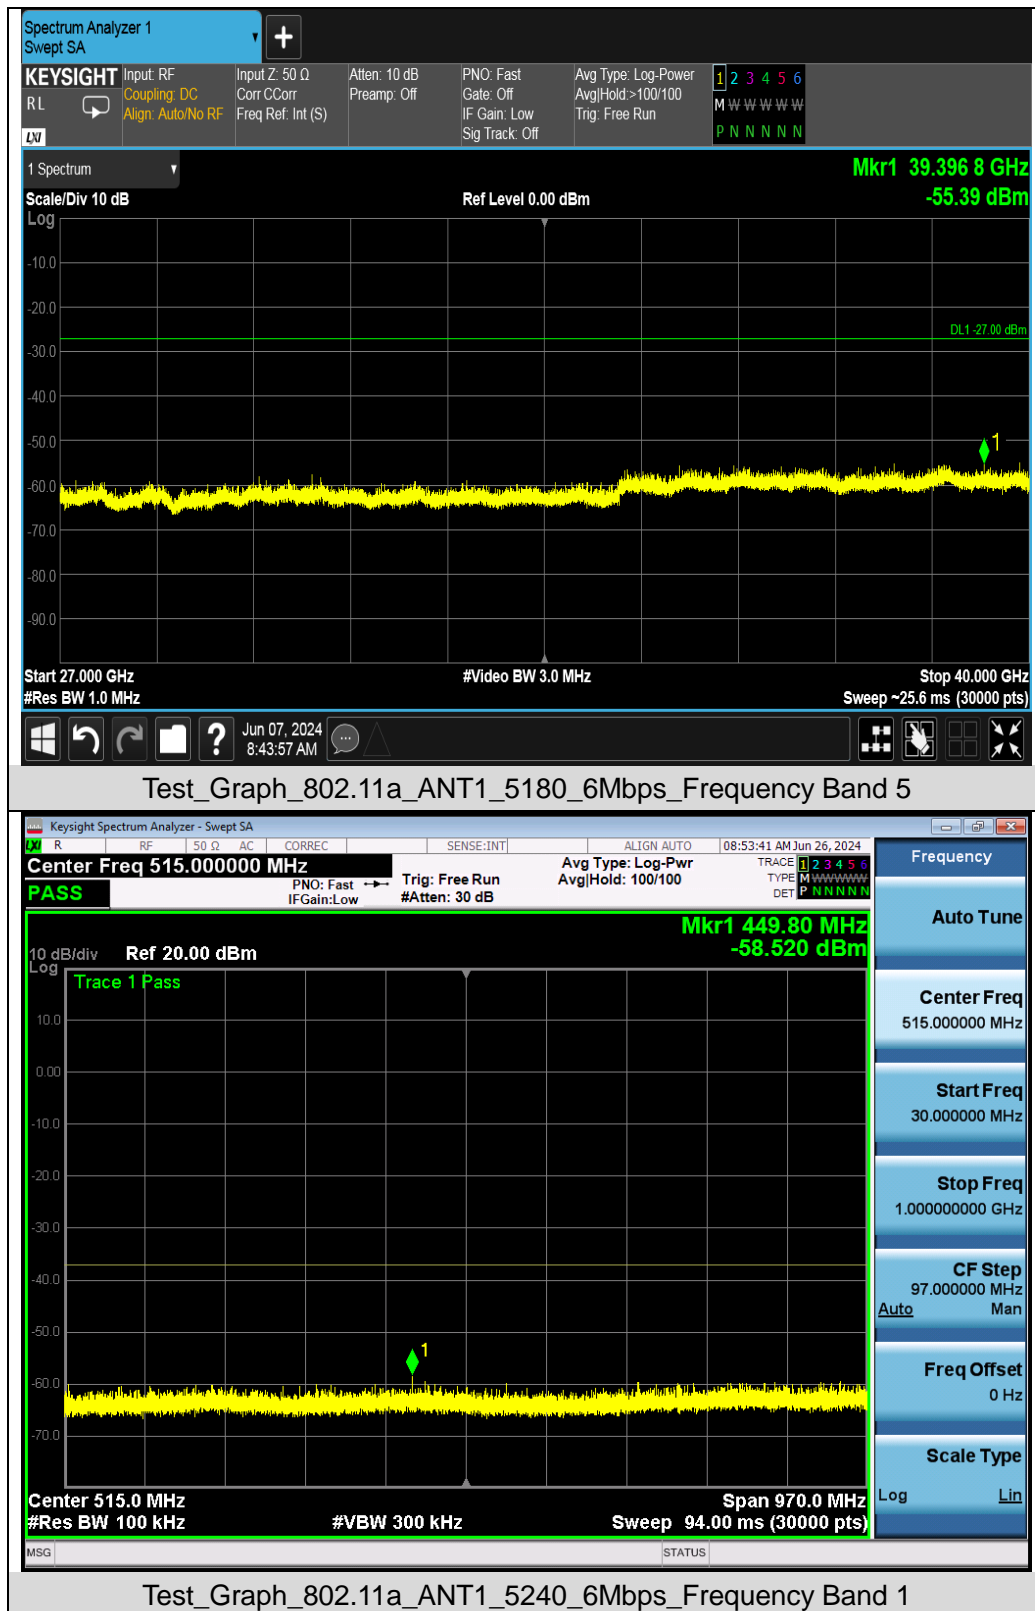 Spectrum Analyzer 1
Swept SA
KEYSIGHT
RL
LXI
Input: RF
Coupling: DC
Align: Auto/No RF
Input Z: 50 Ω
Corr CCorr
Freq Ref: Int (S)
Atten: 10 dB
Preamp: Off
PNO: Fast
Gate: Off
IF Gain: Low
Sig Track: Off
Avg Type: Log-Power
Avg|Hold:>100/100
Trig: Free Run
1 2 3 4 5 6
M W W W W W
P N N N N N
1 Spectrum
Mkr1 39.396 8 GHz
Scale/Div 10 dB
Ref Level 0.00 dBm
-55.39 dBm
Log
-10.0
-20.0
DL1 -27.00 dBm
-30.0
-40.0
-50.0
1
-60.0
-70.0
-80.0
-90.0
Start 27.000 GHz
#Video BW 3.0 MHz
Stop 40.000 GHz
#Res BW 1.0 MHz
Sweep ~25.6 ms (30000 pts)
?
Jun 07, 2024
8:43:57 AM
Test_Graph_802.11a_ANT1_5180_6Mbps_Frequency Band 5
Keysight Spectrum Analyzer - Swept SA
LXI R RF 50 Ω AC CORREC SENSE:INT ALIGN AUTO 08:53:41 AM Jun 26, 2024
Center Freq 515.000000 MHz
PASS
PNO: Fast
IFGain:Low
Trig: Free Run
#Atten: 30 dB
Avg Type: Log-Pwr
Avg|Hold: 100/100
TRACE 1 2 3 4 5 6
TYPE M W W W W W
DET P N N N N N
Mkr1 449.80 MHz
-58.520 dBm
10 dB/div Ref 20.00 dBm
Log
Trace 1 Pass
10.0
0.00
-10.0
-20.0
-30.0
-40.0
-50.0
1
-60.0
-70.0
Center 515.0 MHz
Span 970.0 MHz
#Res BW 100 kHz
#VBW 300 kHz
Sweep 94.00 ms (30000 pts)
MSG
STATUS
Frequency
Auto Tune
Center Freq
515.000000 MHz
Start Freq
30.000000 MHz
Stop Freq
1.000000000 GHz
CF Step
97.000000 MHz
Auto Man
Freq Offset
0 Hz
Scale Type
Log Lin
Test_Graph_802.11a_ANT1_5240_6Mbps_Frequency Band 1